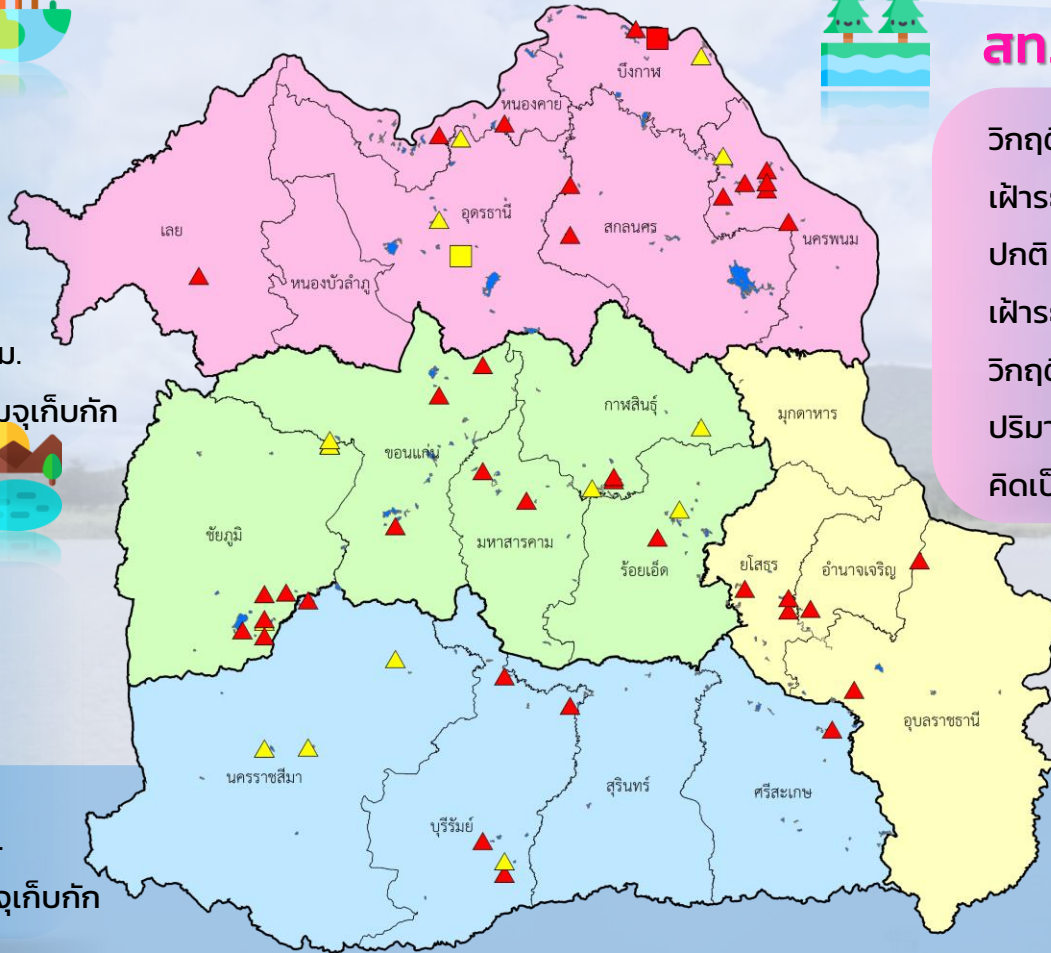 สท
วิกฤติ
เฝ้าระ
ปกติ
เฝ้าระ
วิกฤติ
ปริมา
คิดเป็
ม.
มจุเก็บกัก
.
จุเก็บกัก
บึงกาฬ
หนองคาย
เลย
อุดรธานี
สกลนคร
นครพนม
หนองบัวลำภู
กาฬสินธุ์
มุกดาหาร
ขอนแก่น
ชัยภูมิ
มหาสารคาม
ร้อยเอ็ด
ยโสธร
อำนาจเจริญ
อุบลราชธานี
นครราชสีมา
บุรีรัมย์
สุรินทร์
ศรีสะเกษ